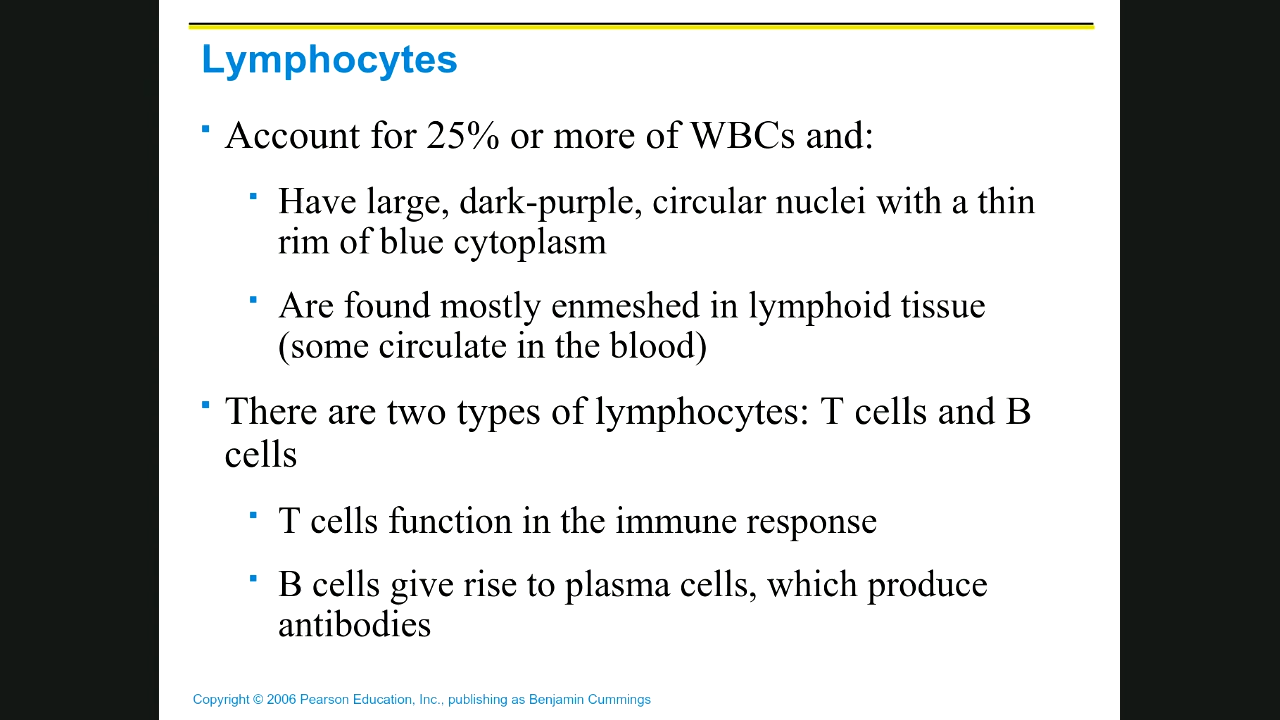 Lymphocytes
Account for 25% or more of WBCs and:
Have large, dark-purple, circular nuclei with a thin
rim of blue cytoplasm
Are found mostly enmeshed in lymphoid tissue
(some circulate in the blood)
There are two types of lymphocytes: T cells and B
cells
T cells function in the immune response
B cells give rise to plasma cells, which produce
antibodies
Copyright © 2006 Pearson Education, Inc., publishing as Benjamin Cummings